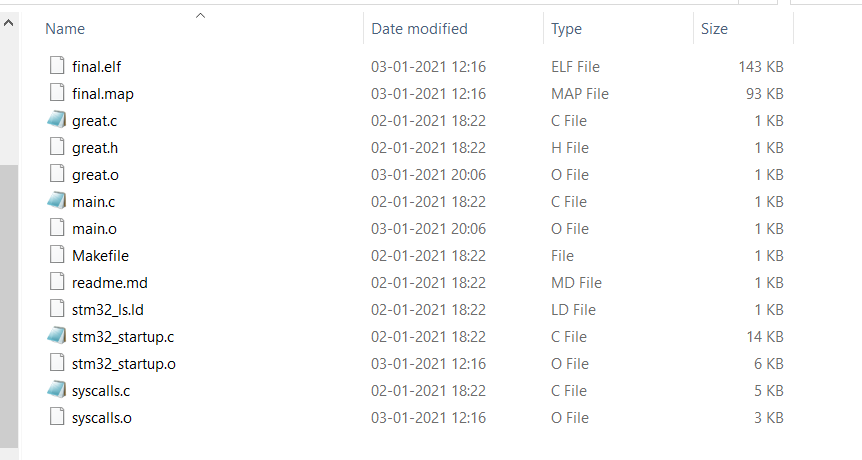 Name Date modified Type Size
final.elf 03-01-2021 12:16 ELF File 143 KB
final.map 03-01-2021 12:16 MAP File 93 KB
great.c 02-01-2021 18:22 C File 1 KB
great.h 02-01-2021 18:22 H File 1 KB
great.o 03-01-2021 20:06 O File 1 KB
main.c 02-01-2021 18:22 C File 1 KB
main.o 03-01-2021 20:06 O File 1 KB
Makefile 02-01-2021 18:22 File 1 KB
readme.md 02-01-2021 18:22 MD File 1 KB
stm32_ls.ld 02-01-2021 18:22 LD File 1 KB
stm32_startup.c 02-01-2021 18:22 C File 14 KB
stm32_startup.o 03-01-2021 12:16 O File 6 KB
syscalls.c 02-01-2021 18:22 C File 5 KB
syscalls.o 03-01-2021 12:16 O File 3 KB